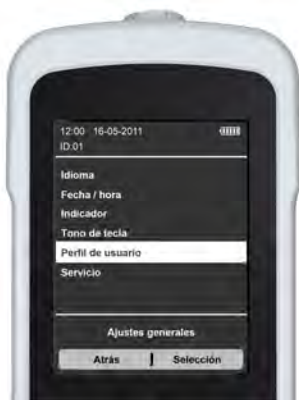 12:00 16-05-2011
ID:01
Idioma
Fecha / hora
Indicador
Tono de tecla
Perfil de usuario
Servicio
Ajustes generales
Atrás | Selección